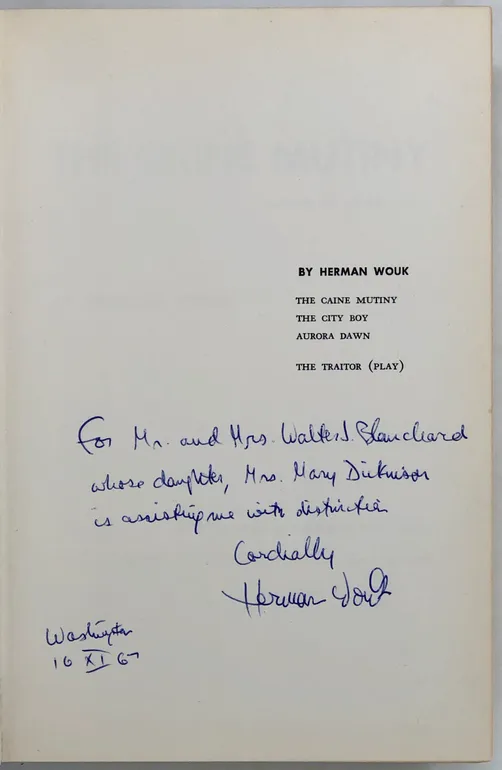 BY HERMAN WOUK
THE CAINE MUTINY
THE CITY BOY
AURORA DAWN
THE TRAITOR (PLAY)
For Mr. and Mrs. Walter J. Blanchard
whose daughter, Mrs. Mary Dickinson
is assisting me with distinction
Cordially
Herman Wouk
Washington
16 XI 67